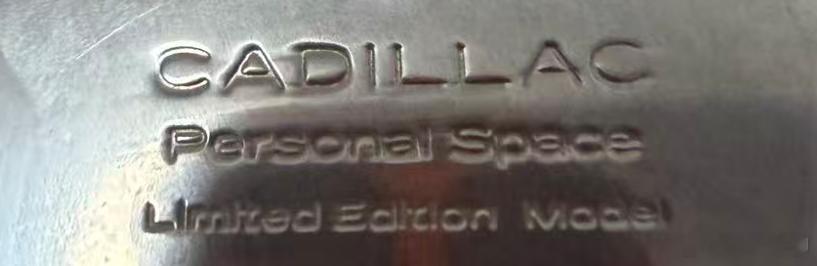 CADILLAC
Personal Space
Limited Edition Model